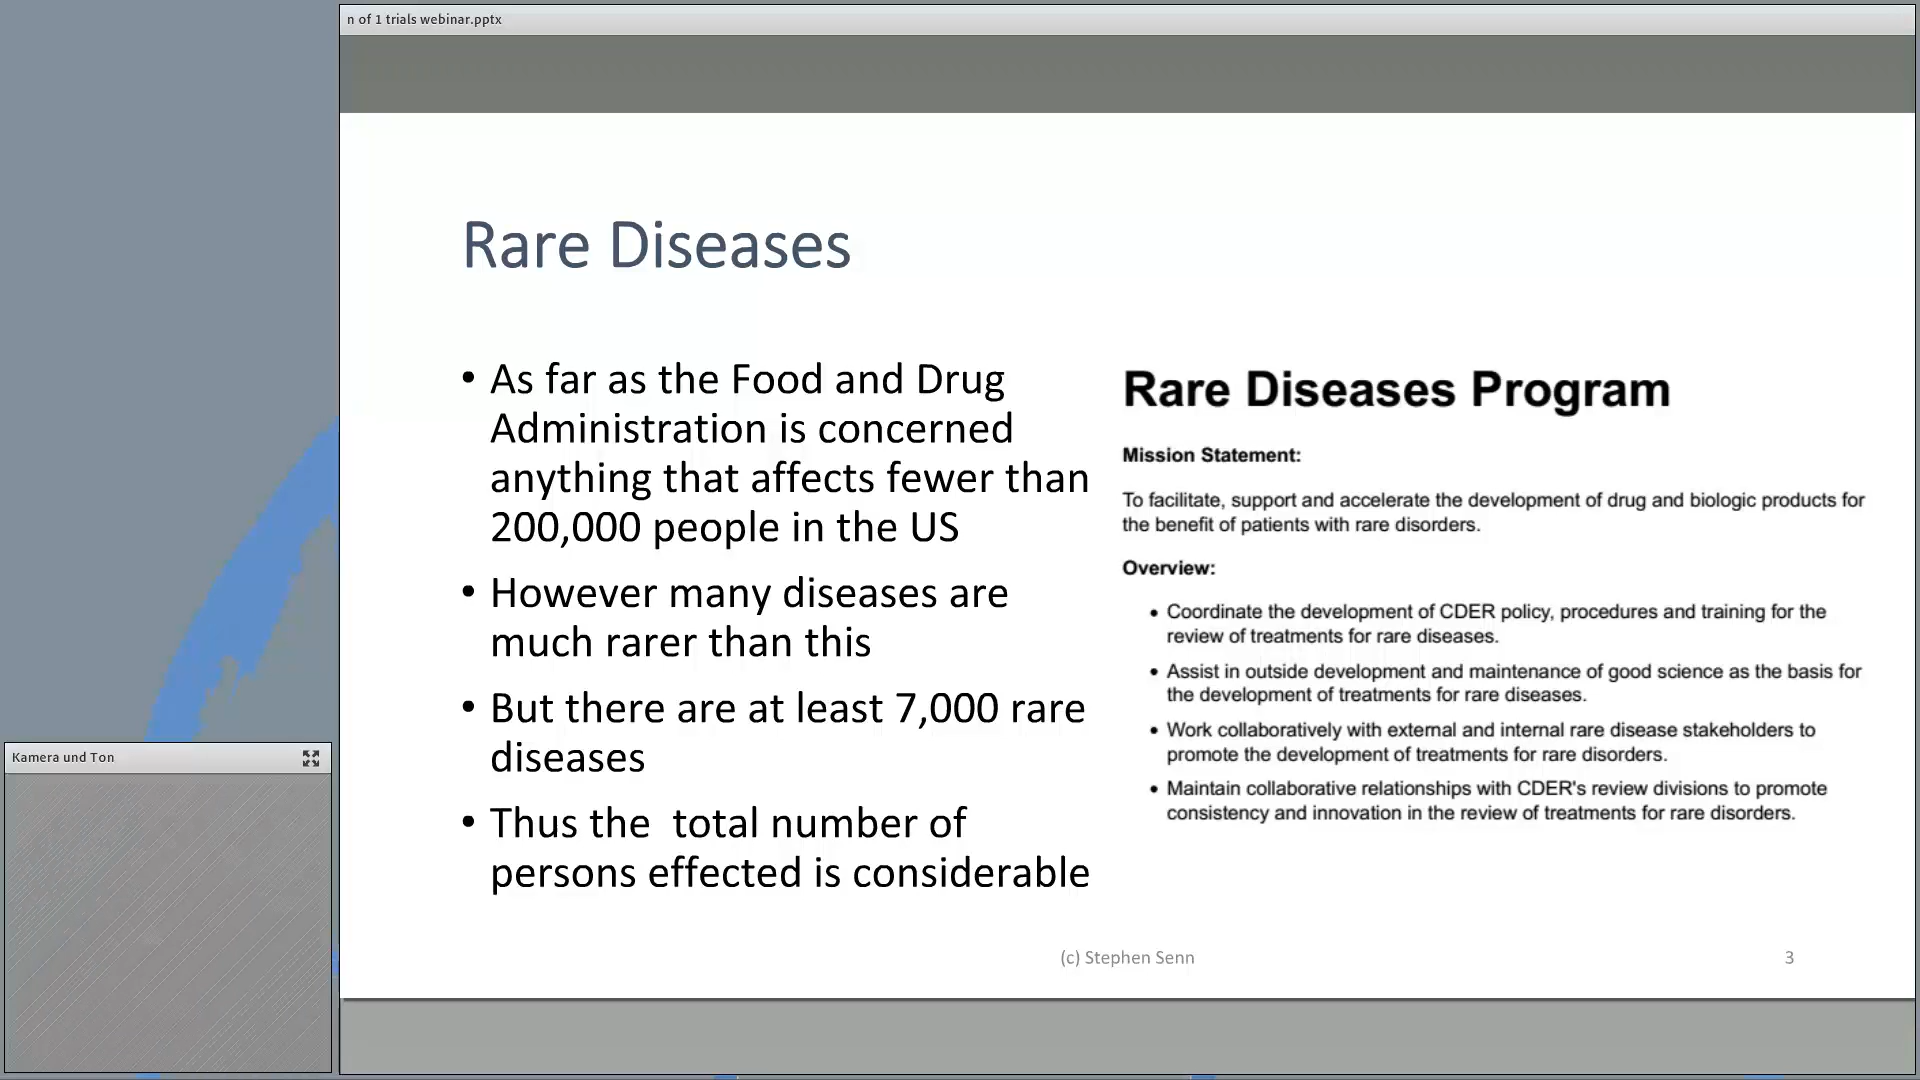 n of 1 trials webinar.pptx
Rare Diseases
• As far as the Food and Drug
Administration is concerned
anything that affects fewer than
200,000 people in the US
• However many diseases are
much rarer than this
• But there are at least 7,000 rare
diseases
• Thus the  total number of
persons effected is considerable
Rare Diseases Program
Mission Statement:
To facilitate, support and accelerate the development of drug and biologic products for
the benefit of patients with rare disorders.
Overview:
• Coordinate the development of CDER policy, procedures and training for the
review of treatments for rare diseases.
• Assist in outside development and maintenance of good science as the basis for
the development of treatments for rare diseases.
• Work collaboratively with external and internal rare disease stakeholders to
promote the development of treatments for rare disorders.
• Maintain collaborative relationships with CDER's review divisions to promote
consistency and innovation in the review of treatments for rare disorders.
(c) Stephen Senn
3
Kamera und Ton